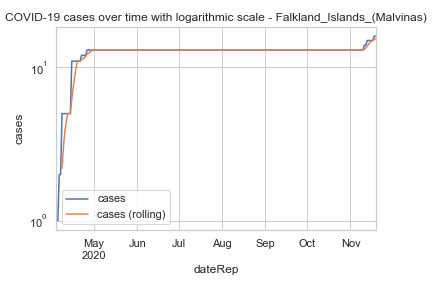 COVID-19 cases over time with logarithmic scale - Falkland_Islands_(Malvinas)
10¹
cases
10⁰
cases
cases (rolling)
May Jun Jul Aug Sep Oct Nov
2020
dateRep